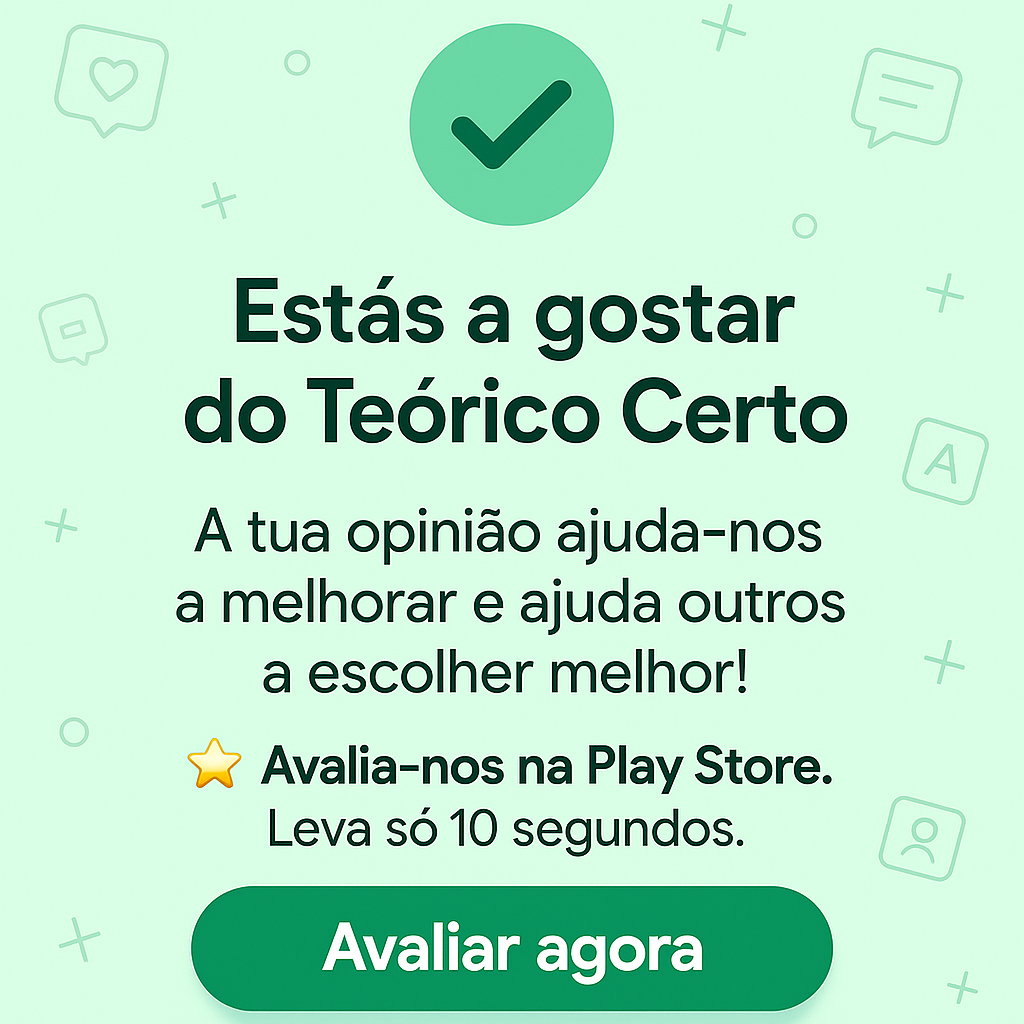 Estás a gostar
do Teórico Certo
A tua opinião ajuda-nos
a melhorar e ajuda outros
a escolher melhor!
⭐ Avalia-nos na Play Store.
Leva só 10 segundos.
A
Avaliar agora